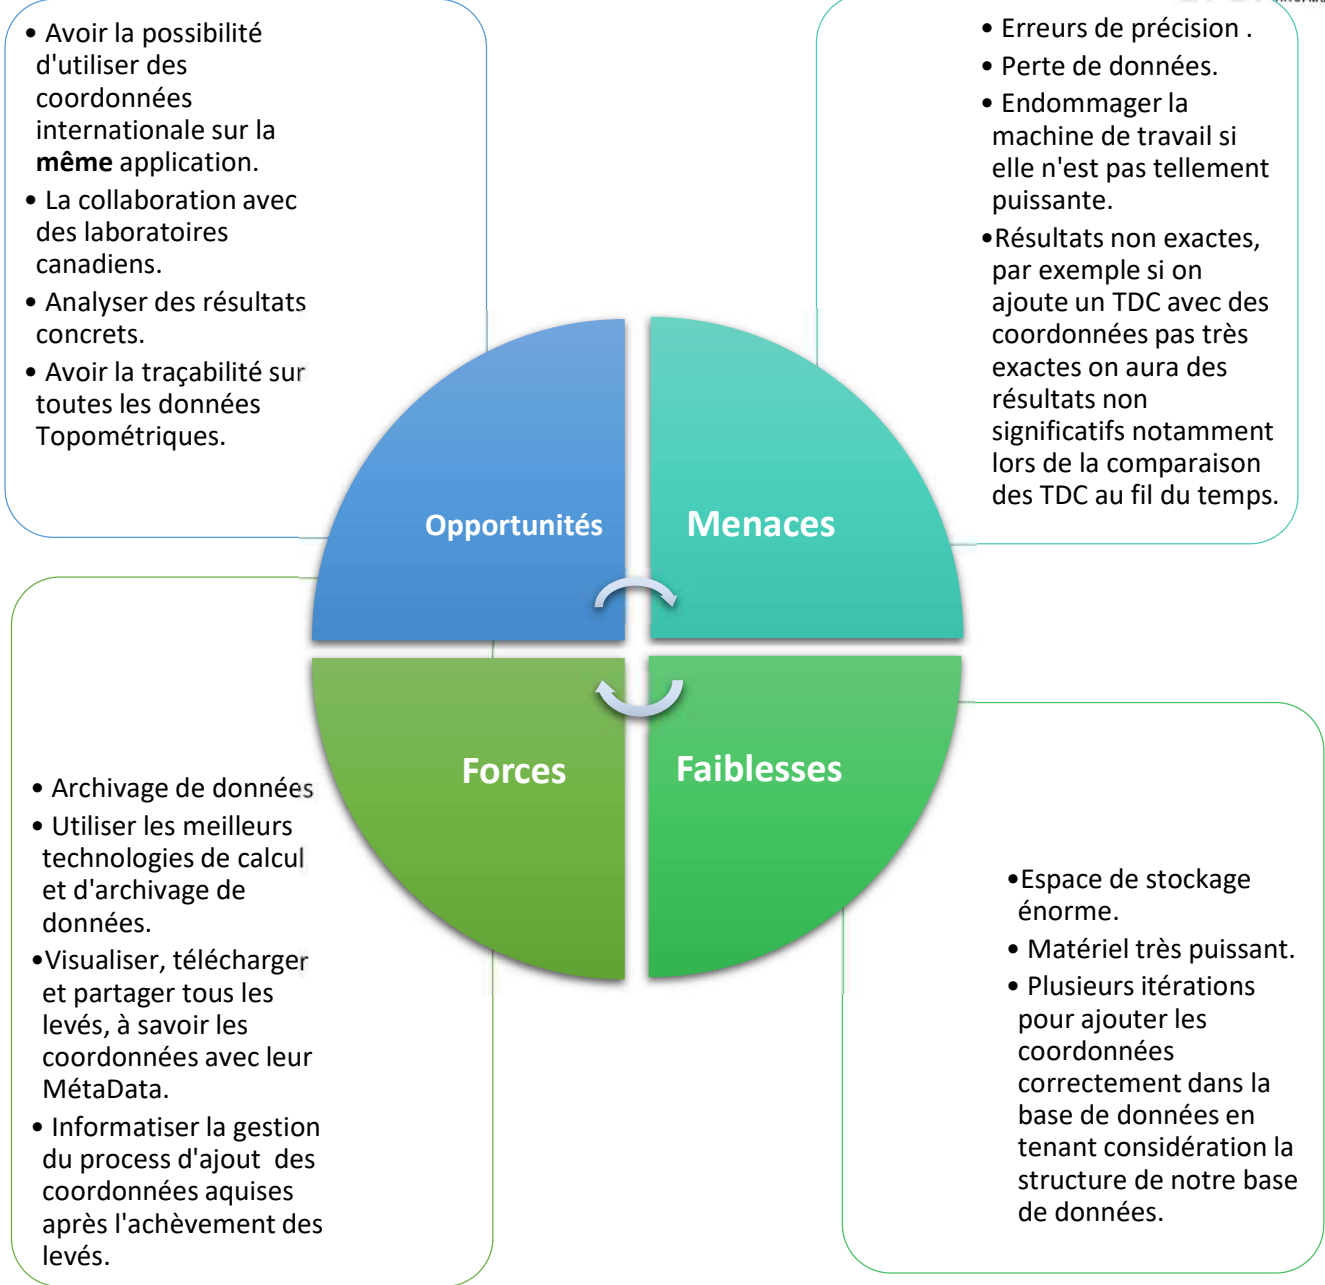 • Avoir la possibilité
d'utiliser des
coordonnées
internationale sur la
même application.
• La collaboration avec
des laboratoires
canadiens.
• Analyser des résultats
concrets.
• Avoir la traçabilité sur
toutes les données
Topométriques.
• Erreurs de précision .
• Perte de données.
• Endommager la
machine de travail si
elle n'est pas tellement
puissante.
•Résultats non exactes,
par exemple si on
ajoute un TDC avec des
coordonnées pas très
exactes on aura des
résultats non
significatifs notamment
lors de la comparaison
des TDC au fil du temps.
Opportunités
Menaces
Forces
Faiblesses
• Archivage de données
• Utiliser les meilleurs
technologies de calcul
et d'archivage de
données.
•Visualiser, télécharger
et partager tous les
levés, à savoir les
coordonnées avec leur
MétaData.
• Informatiser la gestion
du process d'ajout  des
coordonnées aquises
après l'achèvement des
levés.
•Espace de stockage
énorme.
• Matériel très puissant.
• Plusieurs itérations
pour ajouter les
coordonnées
correctement dans la
base de données en
tenant considération la
structure de notre base
de données.